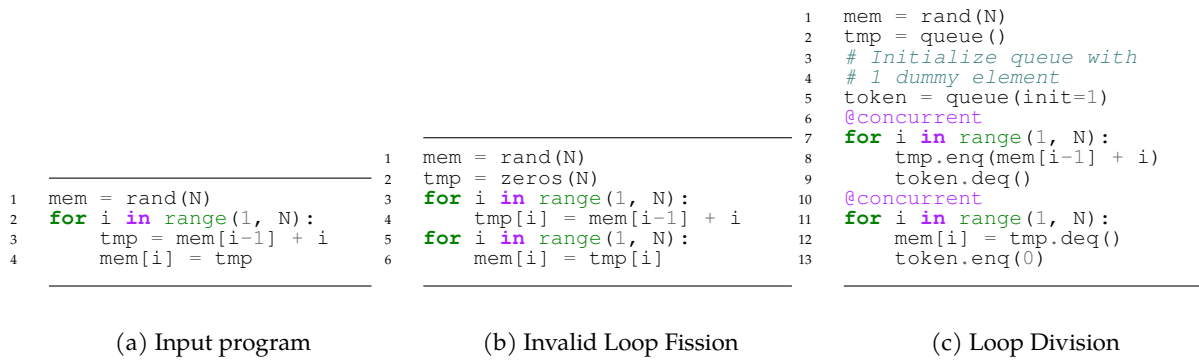 1 mem = rand(N)
2 for i in range(1, N):
3 tmp = mem[i-1] + i
4 mem[i] = tmp
(a) Input program
1 mem = rand(N)
2 tmp = zeros(N)
3 for i in range(1, N):
4 tmp[i] = mem[i-1] + i
5 for i in range(1, N):
6 mem[i] = tmp[i]
(b) Invalid Loop Fission
1 mem = rand(N)
2 tmp = queue()
3 # Initialize queue with
4 # 1 dummy element
5 token = queue(init=1)
6 @concurrent
7 for i in range(1, N):
8 tmp.enq(mem[i-1] + i)
9 token.deq()
10 @concurrent
11 for i in range(1, N):
12 mem[i] = tmp.deq()
13 token.enq(0)
(c) Loop Division